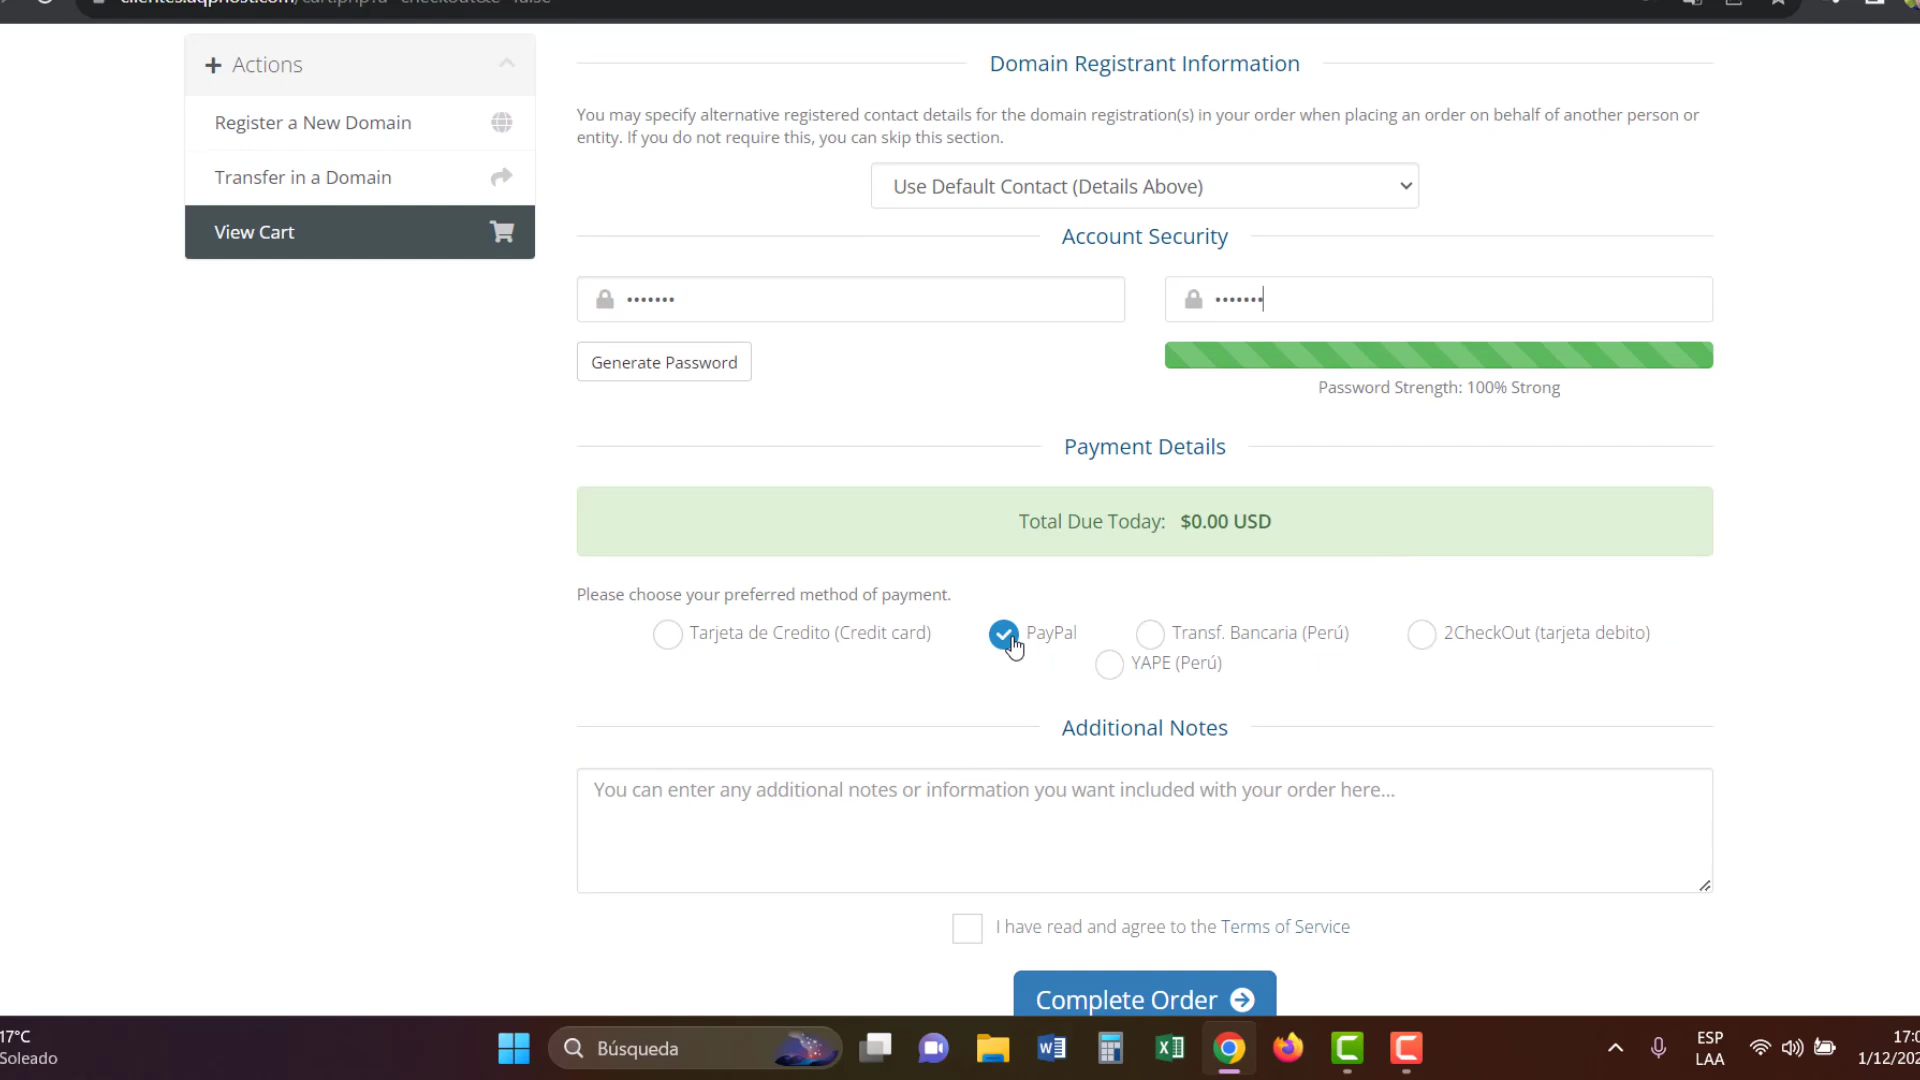 Actions
Register a New Domain
Transfer in a Domain
View Cart
Domain Registrant Information
You may specify alternative registered contact details for the domain registration(s) in your order when placing an order on behalf of another person or
entity. If you do not require this, you can skip this section.
Use Default Contact (Details Above)
Account Security
•••••••
•••••••
Generate Password
Password Strength: 100% Strong
Payment Details
Total Due Today: $0.00 USD
Please choose your preferred method of payment.
Tarjeta de Credito (Credit card)
PayPal
Transf. Bancaria (Perú)
2CheckOut (tarjeta debito)
YAPE (Perú)
Additional Notes
You can enter any additional notes or information you want included with your order here...
I have read and agree to the Terms of Service
Complete Order
17°C
Soleado
Búsqueda
ESP
LAA
17:0
1/12/202